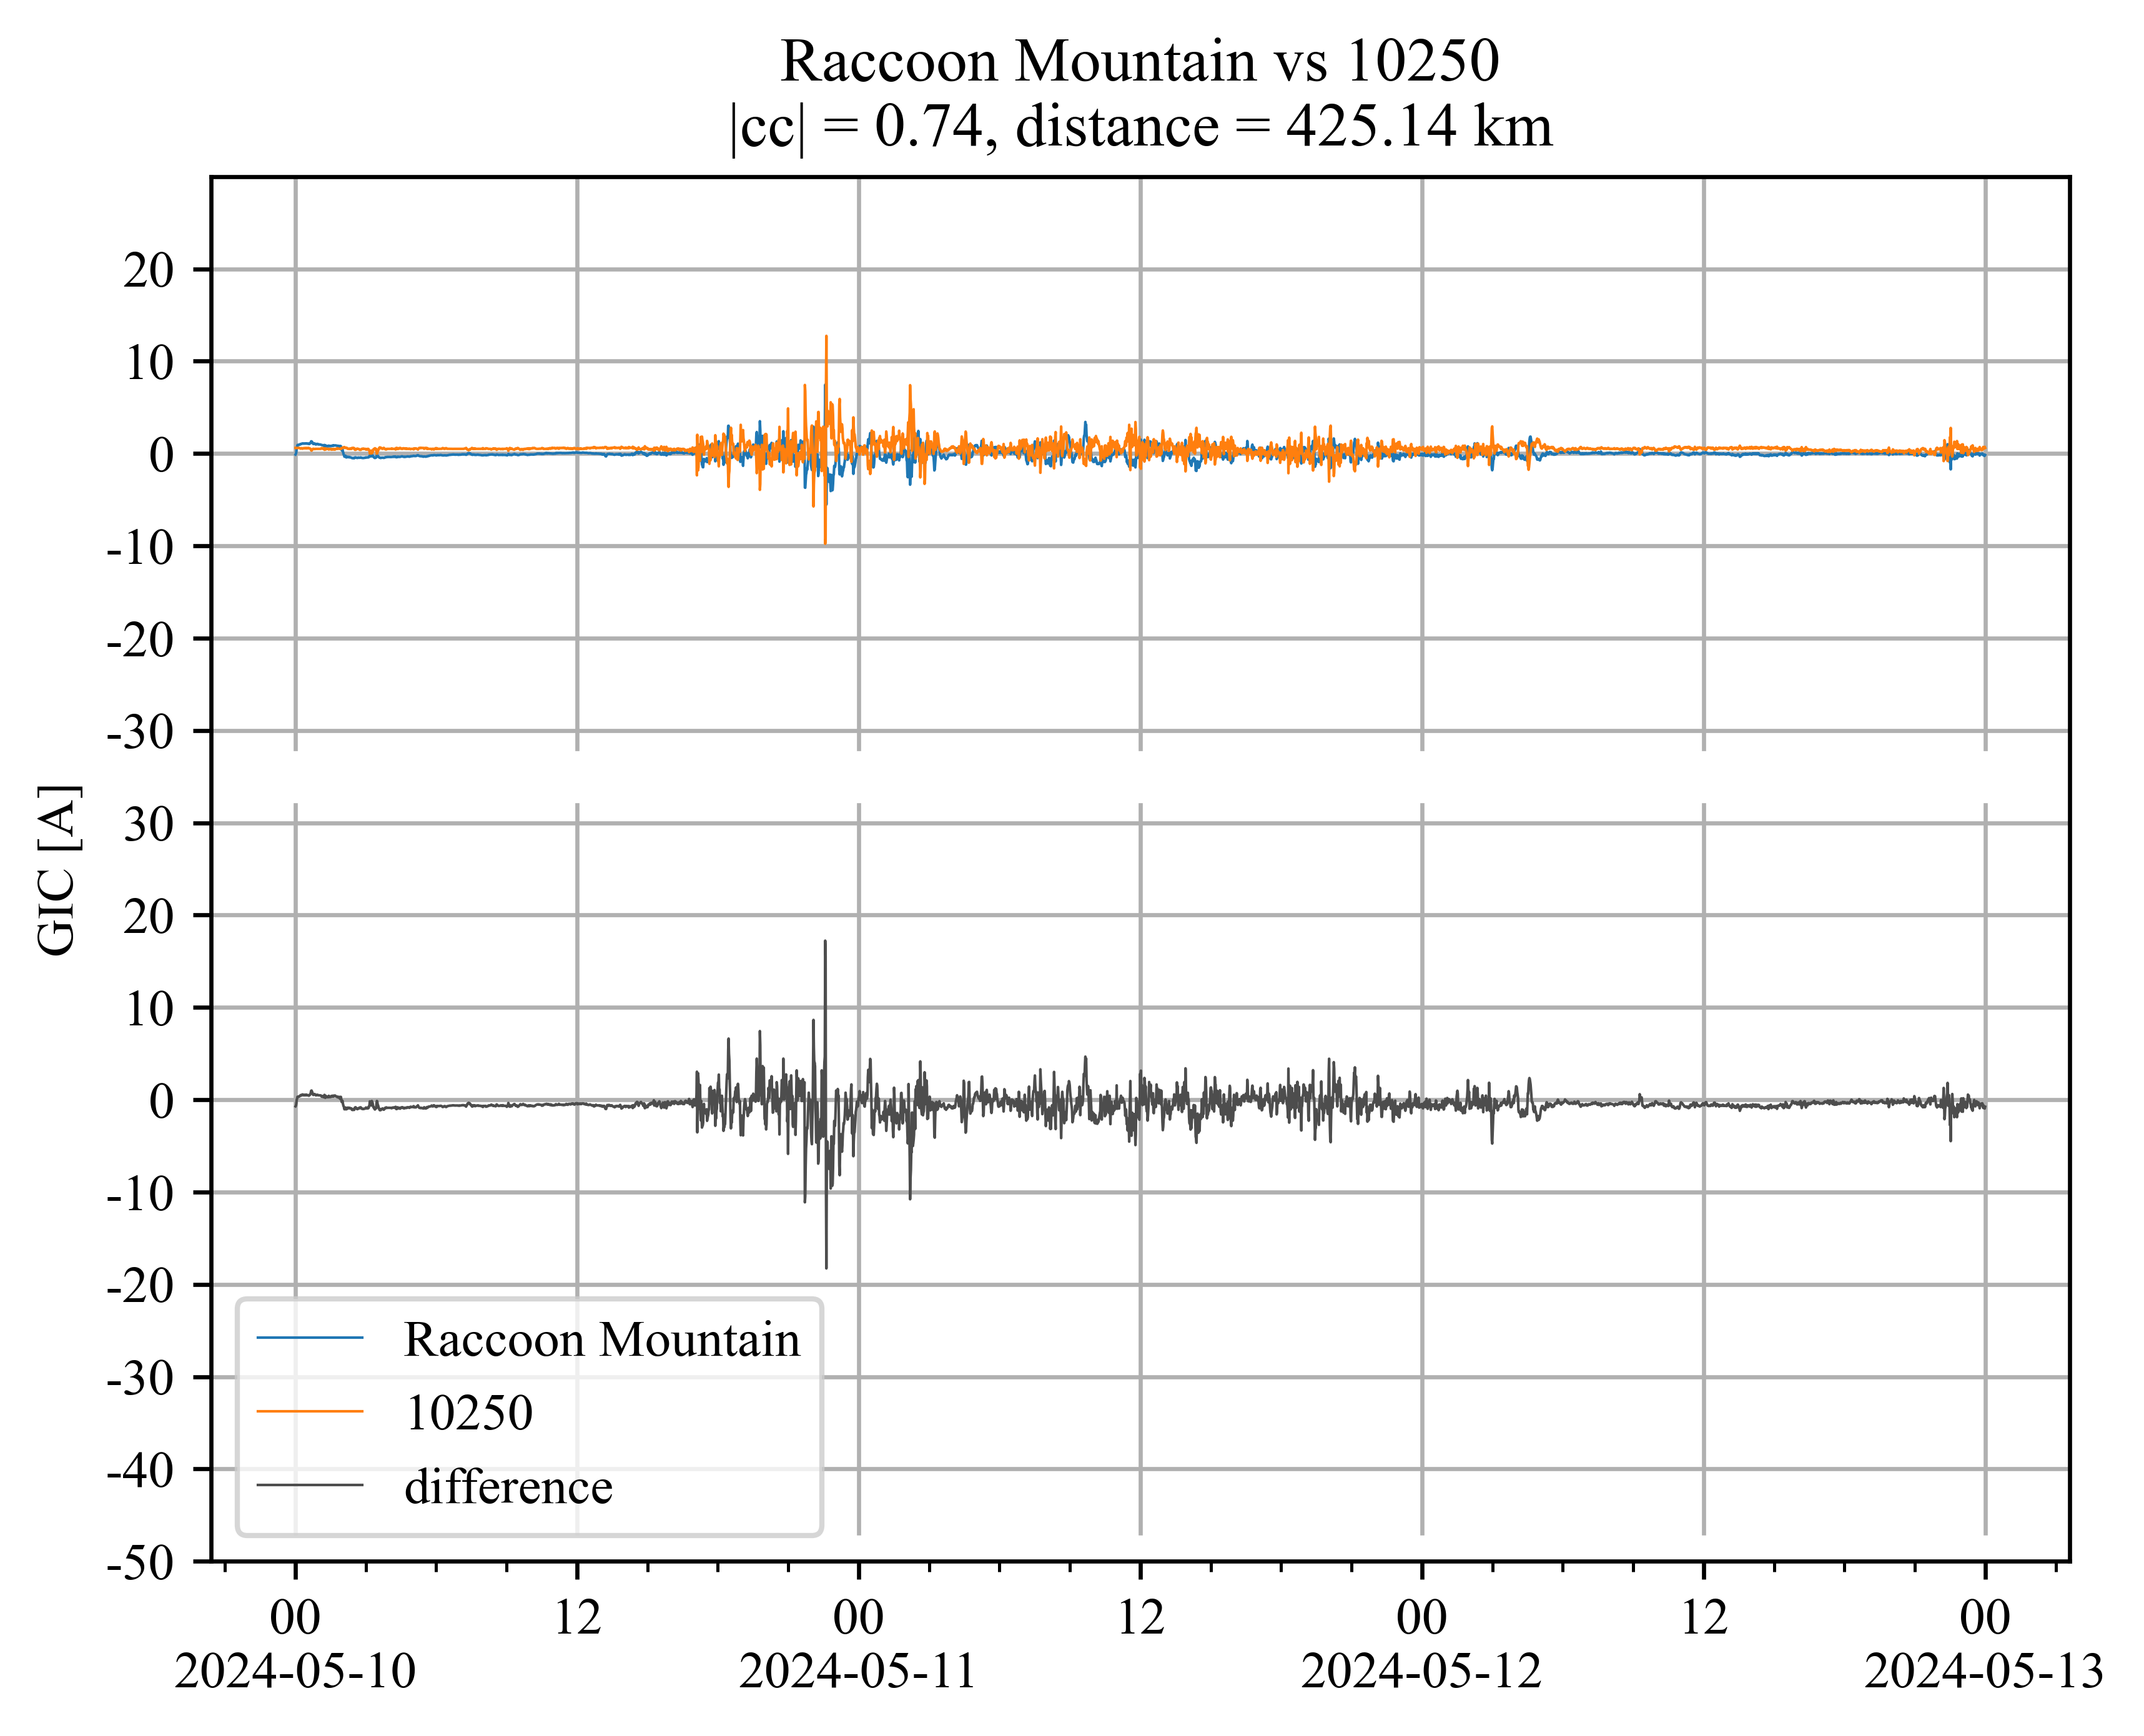 Raccoon Mountain vs 10250
|cc| = 0.74, distance = 425.14 km
20
10
0
-10
-20
-30
GIC [A]
30
20
10
0
-10
-20
-30
-40
-50
Raccoon Mountain
10250
difference
00 12 00 12 00 12 00
2024-05-10 2024-05-11 2024-05-12 2024-05-13